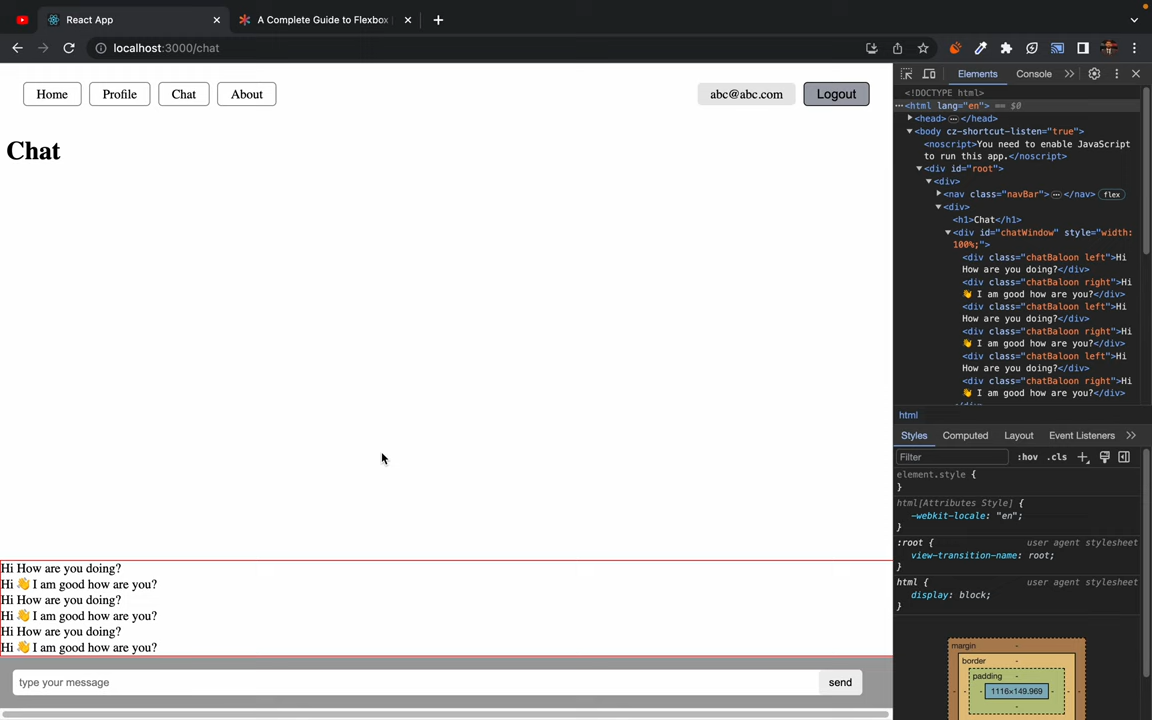 React App
A Complete Guide to Flexbox
localhost:3000/chat
Home
Profile
Chat
About
abc@abc.com
Logout
Chat
Hi How are you doing?
Hi 👋 I am good how are you?
Hi How are you doing?
Hi 👋 I am good how are you?
Hi How are you doing?
Hi 👋 I am good how are you?
type your message
send
Elements
Console
<!DOCTYPE html>
<html lang="en"> == $0
<head> </head>
<body cz-shortcut-listen="true">
<noscript>You need to enable JavaScript
to run this app.</noscript>
<div id="root">
<div>
<nav class="navBar"> </nav> flex
<div>
<h1>Chat</h1>
<div id="chatWindow" style="width:
100%;">
<div class="chatBaloon left">Hi
How are you doing?</div>
<div class="chatBaloon right">Hi
👋 I am good how are you?</div>
<div class="chatBaloon left">Hi
How are you doing?</div>
<div class="chatBaloon right">Hi
👋 I am good how are you?</div>
<div class="chatBaloon left">Hi
How are you doing?</div>
<div class="chatBaloon right">Hi
👋 I am good how are you?</div>
html
Styles
Computed
Layout
Event Listeners
Filter
:hov
.cls
element.style {
}
html[Attributes Style] {
-webkit-locale: "en";
}
:root {
user agent stylesheet
view-transition-name: root;
}
html {
user agent stylesheet
display: block;
}
margin
-
border
-
padding
-
1116×149.969